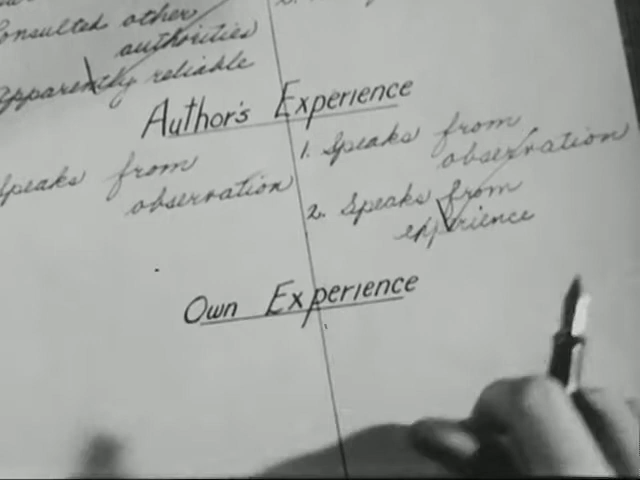 Consulted other
authorities
apparently reliable
Author's Experience
Speaks from
observation
1. Speaks from
observation
2. Speaks from
experience
Own Experience